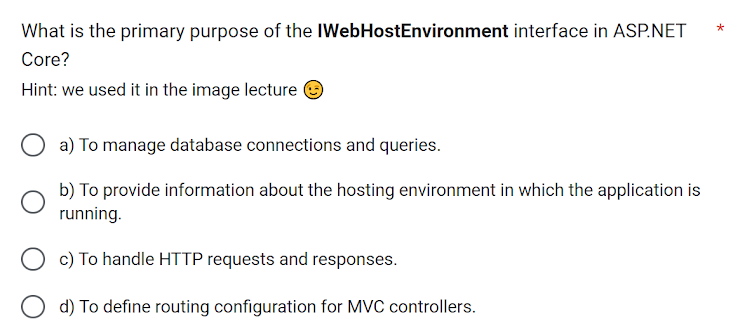 What is the primary purpose of the IWebHostEnvironment interface in ASP.NET *
Core?
Hint: we used it in the image lecture 😉
a) To manage database connections and queries.
b) To provide information about the hosting environment in which the application is
running.
c) To handle HTTP requests and responses.
d) To define routing configuration for MVC controllers.